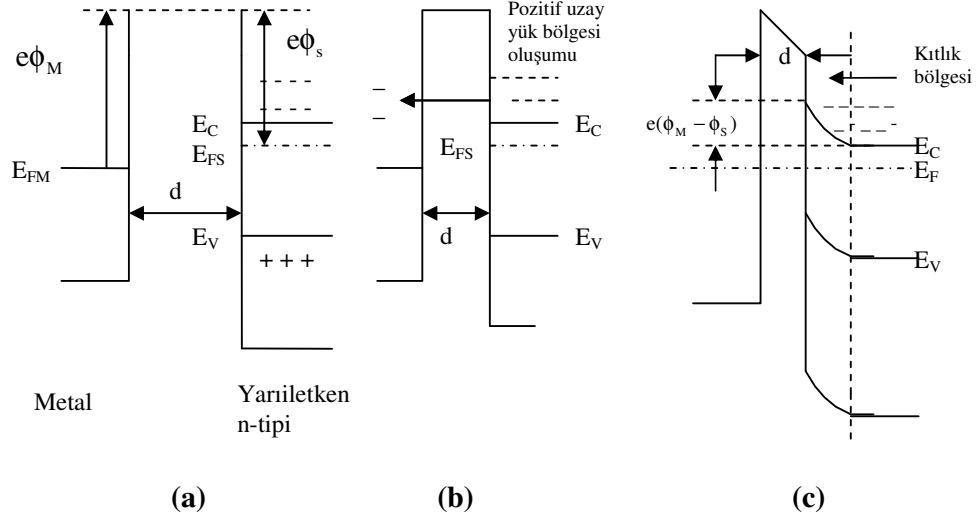 eϕM
eϕs
– – –
– – –
EC
EFS
EFM
d
EV
+ + +
Metal
Yarıiletken
n-tipi
(a)
Pozitif uzay
yük bölgesi
oluşumu
–
–
EC
EFS
d
EV
(b)
d
Kıtlık
bölgesi
e(ϕM – ϕS)
EC
EF
EV
(c)